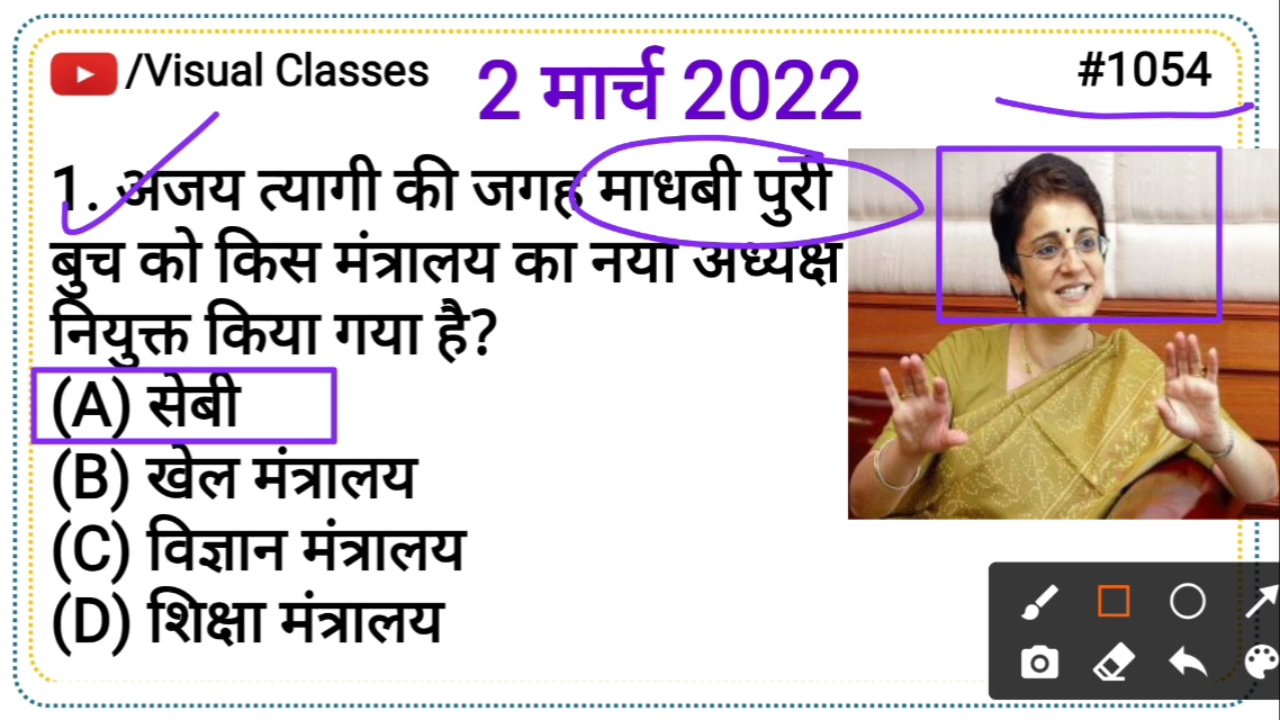 /Visual Classes
2 मार्च 2022
#1054
1. अजय त्यागी की जगह माधबी पुरी
बुच को किस मंत्रालय का नया अध्यक्ष
नियुक्त किया गया है?
(A) सेबी
(B) खेल मंत्रालय
(C) विज्ञान मंत्रालय
(D) शिक्षा मंत्रालय